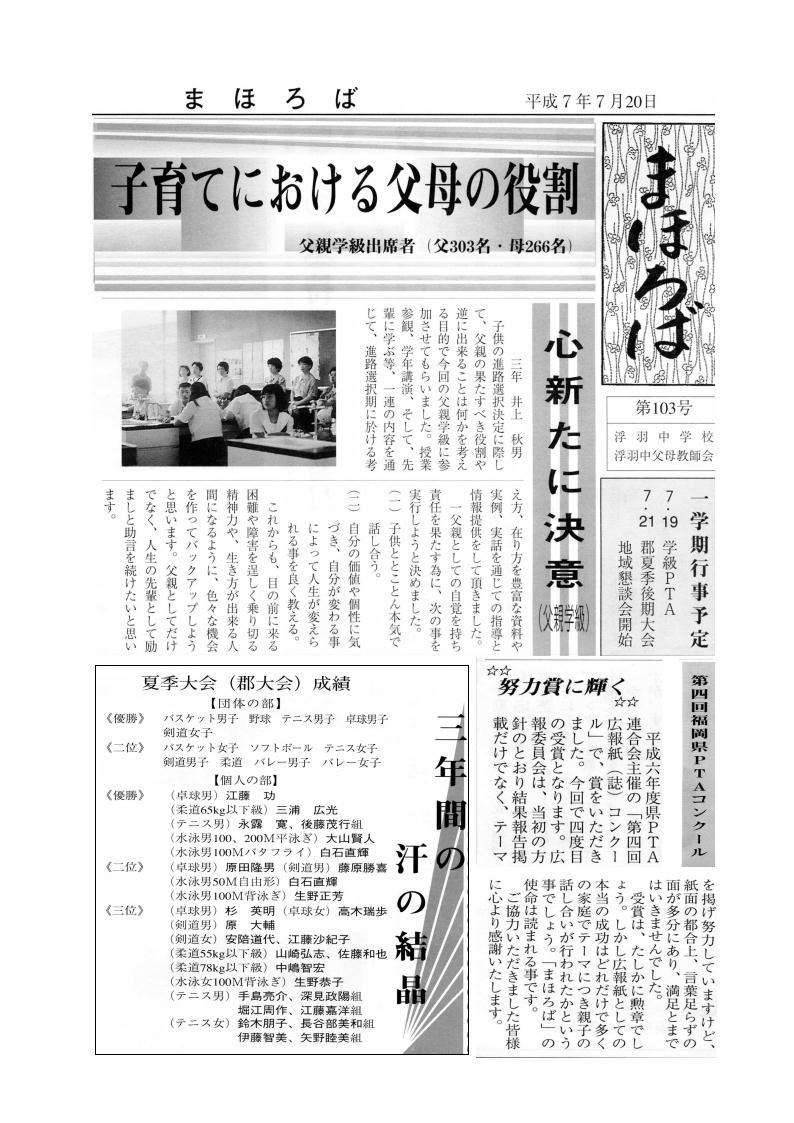 まほろば
平成7年7月20日
まほろば
第103号
浮羽中学校
浮羽中父母教師会
一学期行事予定
7・19 学級PTA
7・21 郡夏季後期大会
地域懇談会開始
子育てにおける父母の役割
父親学級出席者(父303名・母266名)
心新たに決意
(父親学級)
三年 井上 秋男
子供の進路選択決定に際し
て、父親の果たすべき役割や
逆に出来ることは何かを考え
る目的で今回の父親学級に参
加させてもらいました。授業
参観、学年講演、そして、先
輩に学ぶ等、一連の内容を通
じて、進路選択期に於ける考
え方、在り方を豊富な資料や
実例、実話を通じての指導と
情報提供をして頂きました。
一父親としての自覚を持ち
責任を果たす為に、次の事を
実行しようと決めました。
(一) 子供ととことん本気で
話し合う。
(二) 自分の価値や個性に気
づき、自分が変わる事
によって人生が変えら
れる事を良く教える。
これからも、目の前に来る
困難や障害を逞しく乗り切る
精神力や、生き方が出来る人
間になるように、色々な機会
を作ってバックアップしよう
と思います。父親としてだけ
でなく、人生の先輩として励
ましと助言を続けたいと思い
ます。
第四回福岡県PTAコンクール
☆☆
努力賞に輝く
☆☆
平成六年度県PTA
連合会主催の「第四回
広報紙(誌)コンクー
ル」で、賞をいただき
ました。今回で四度目
の受賞となります。広
報委員会は、当初の方
針のとおり結果報告掲
載だけでなく、テーマ
を掲げ努力していますけど、
紙面の都合上、言葉足らずの
面が多分にあり、満足とまで
はいきませんでした。
受賞は、たしかに勲章でし
ょう。しかし広報紙としての
本当の成功はどれだけ多く
の家庭でテーマにつき親子の
話し合いが行われたかという
事でしょう。「まほろば」の
使命は読まれる事です。
ご協力いただきました皆様
に心より感謝いたします。
三年間の
汗の結晶
夏季大会(郡大会)成績
【団体の部】
《優勝》 バスケット男子 野球 テニス男子 卓球男子
剣道女子
《二位》 バスケット女子 ソフトボール テニス女子
剣道男子 柔道 バレー男子 バレー女子
【個人の部】
《優勝》 (卓球男)江藤 功
(柔道65kg以下級)三浦 広光
(テニス男)永露 寛、後藤茂行組
(水泳男100、200M平泳ぎ)大山賢人
(水泳男100Mバタフライ)白石直輝
《二位》 (卓球男)原田隆男(剣道男)藤原勝喜
(水泳男50M自由形)白石直輝
(水泳男100M背泳ぎ)生野正芳
《三位》 (卓球男)杉 英明(卓球女)高木瑞歩
(剣道男)原 大輔
(剣道女)安陪道代、江藤沙紀子
(柔道55kg以下級)山崎弘志、佐藤和也
(柔道78kg以下級)中嶋智宏
(水泳女100M背泳ぎ)生野恭子
(テニス男)手島亮介、深見政陽組
堀江周作、江藤嘉洋組
(テニス女)鈴木朋子、長谷部美和組
伊藤智美、矢野睦美組